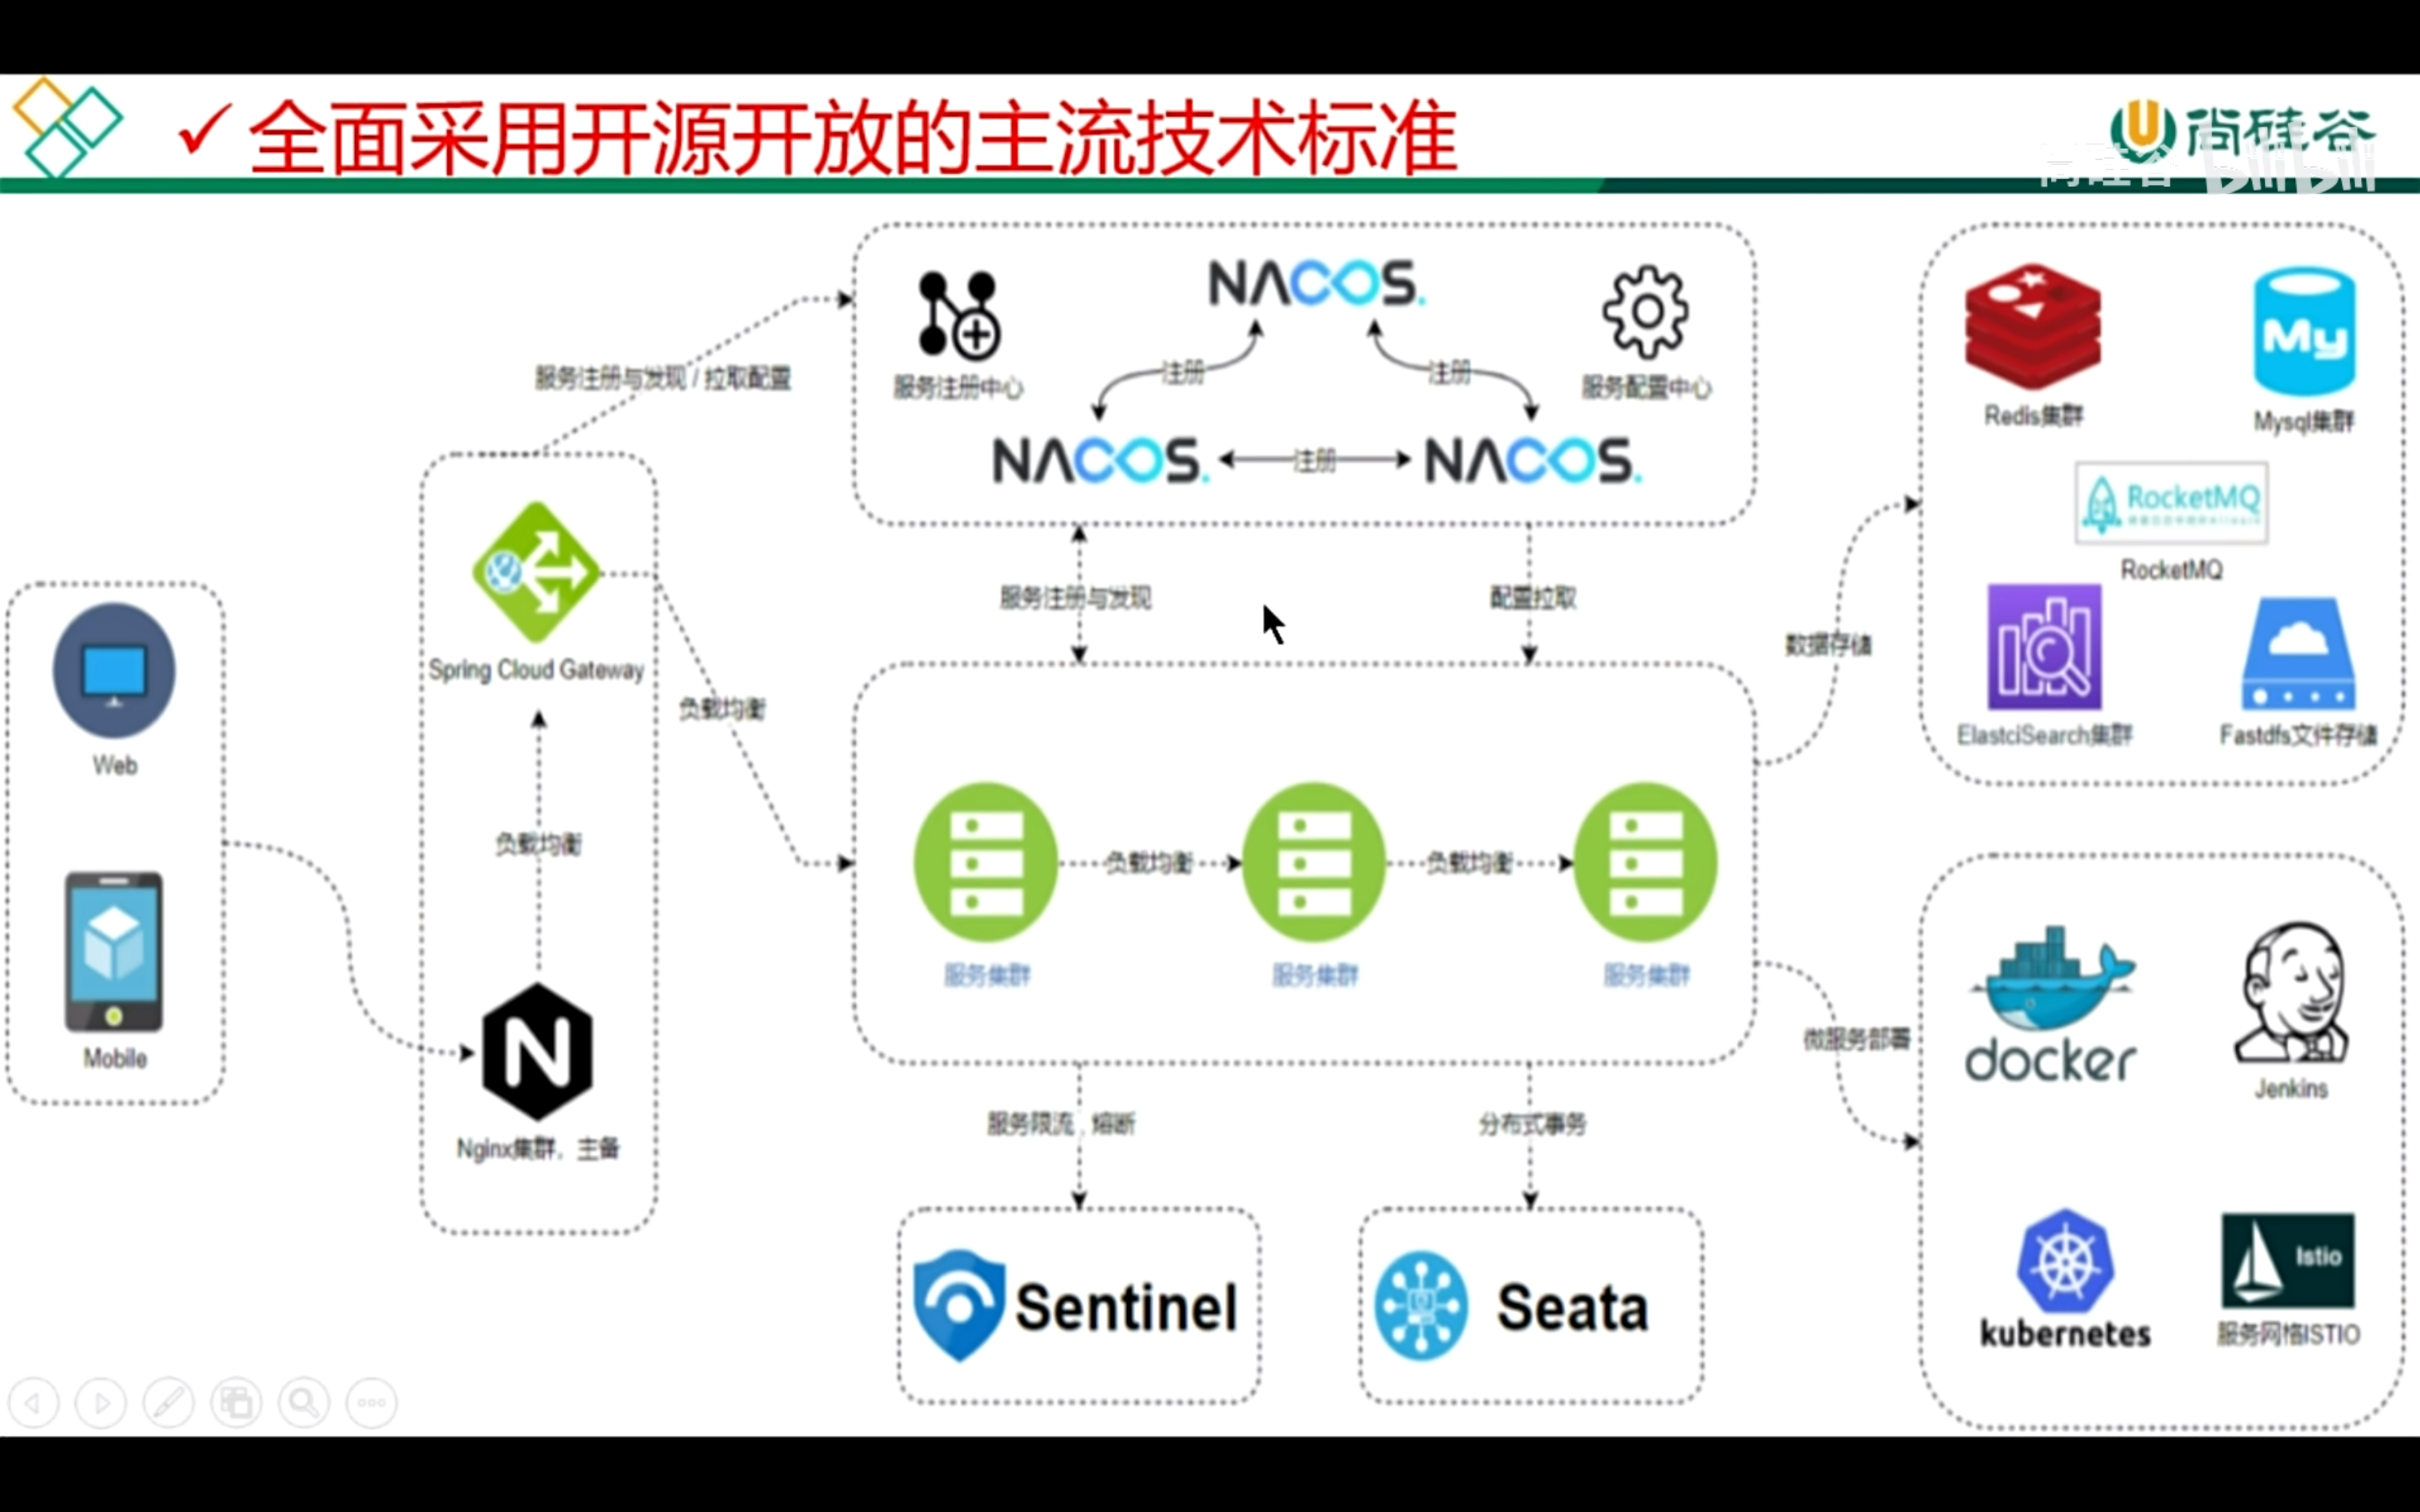 全面采用开源开放的主流技术标准
尚硅谷
尚硅谷 bilibili
Web
Mobile
服务注册与发现 / 拉取配置
Spring Cloud Gateway
负载均衡
Nginx集群，主备
负载均衡
服务注册中心
NACOS.
服务配置中心
注册
注册
NACOS.
注册
NACOS.
服务注册与发现
配置拉取
服务集群
负载均衡
服务集群
负载均衡
服务集群
服务限流，熔断
分布式事务
Sentinel
Seata
数据存储
Redis集群
My
Mysql集群
RocketMQ
RocketMQ
ElastciSearch集群
Fastdfs文件存储
微服务部署
docker
Jenkins
kubernetes
Istio
服务网格ISTIO